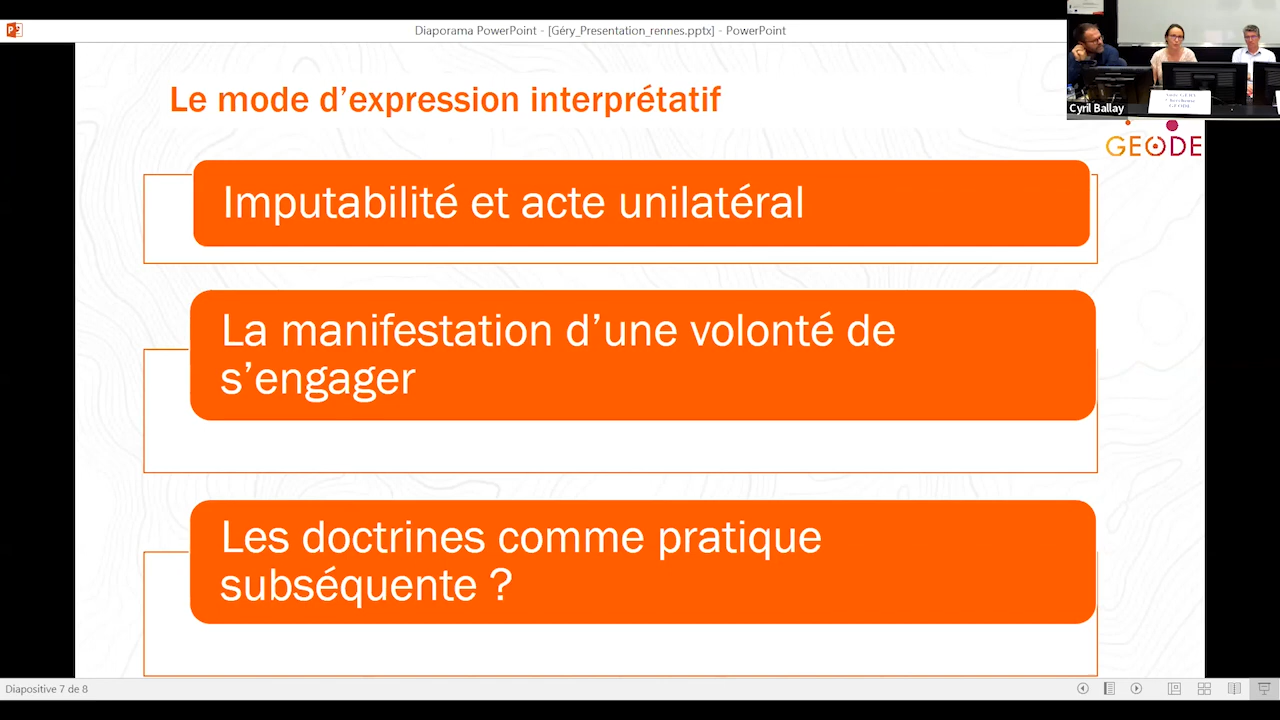 Diaporama PowerPoint - [Géry_Presentation_rennes.pptx] - PowerPoint
Cyril Ballay
GEODE
Le mode d’expression interprétatif
Imputabilité et acte unilatéral
La manifestation d’une volonté de
s’engager
Les doctrines comme pratique
subséquente ?
Diapositive 7 de 8